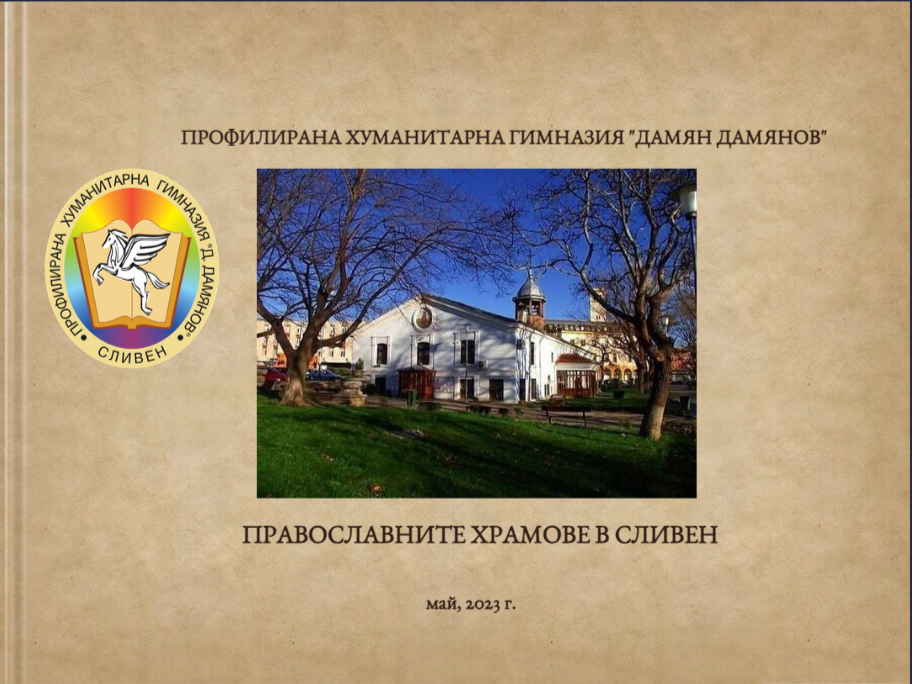 ПРОФИЛИРАНА ХУМАНИТАРНА ГИМНАЗИЯ "ДАМЯН ДАМЯНОВ"
ПРОФИЛИРАНА ХУМАНИТАРНА ГИМНАЗИЯ "Д. ДАМЯНОВ"
• СЛИВЕН •
ПРАВОСЛАВНИТЕ ХРАМОВЕ В СЛИВЕН
май, 2023 г.